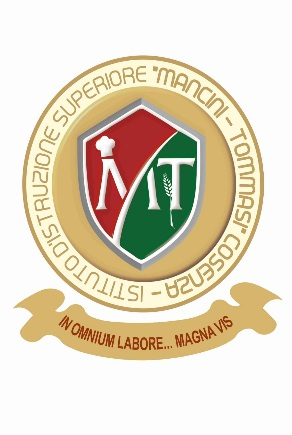 ISTITUTO D'ISTRUZIONE SUPERIORE "MANCINI - TOMMASI" COSENZA -
MT
IN OMNIUM LABORE... MAGNA VIS